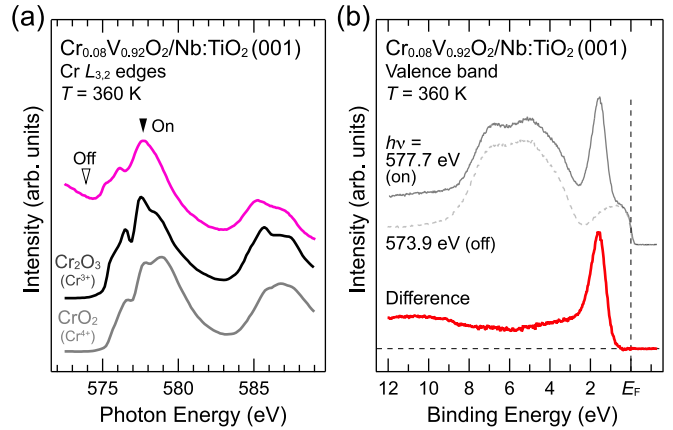 (a)
Cr0.08V0.92O2/Nb:TiO2 (001)
Cr L3,2 edges
T = 360 K
On
Off
Cr2O3
(Cr3+)
CrO2
(Cr4+)
Intensity (arb. units)
575
580
585
Photon Energy (eV)
(b)
Cr0.08V0.92O2/Nb:TiO2 (001)
Valence band
T = 360 K
hν =
577.7 eV
(on)
573.9 eV (off)
Difference
Intensity (arb. units)
12 10 8 6 4 2 EF
Binding Energy (eV)